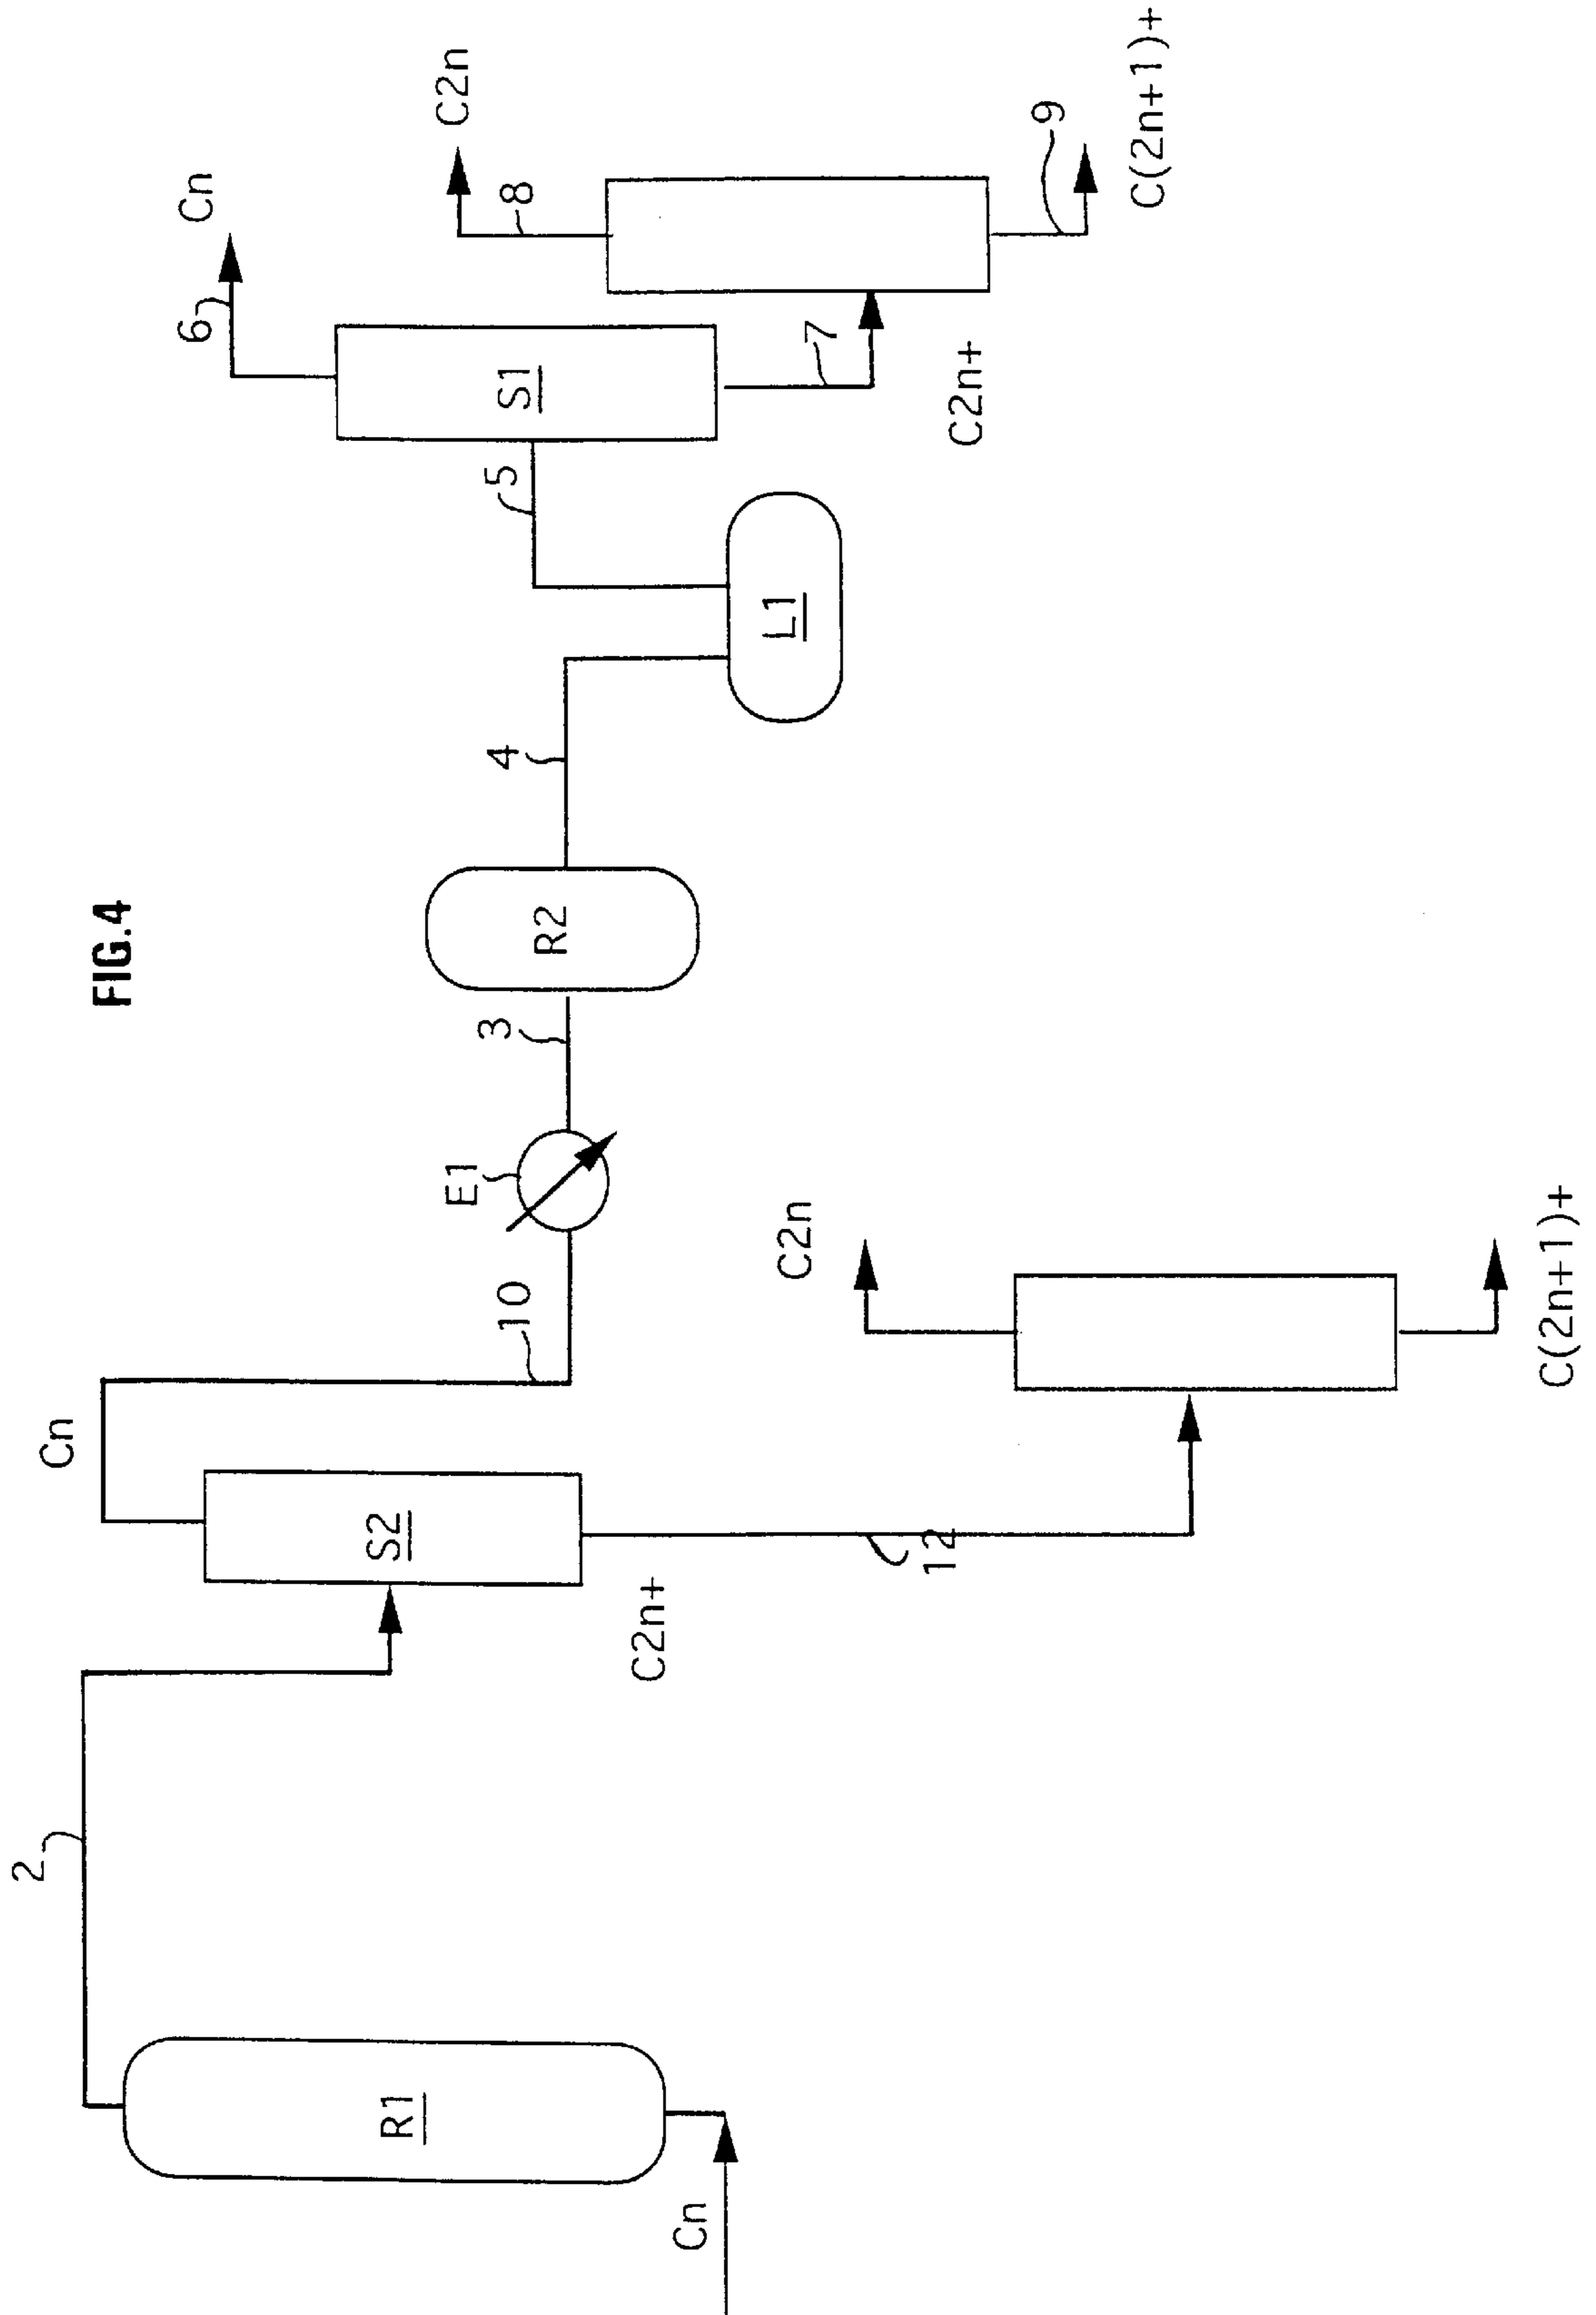 FIG.4
Cn
R1
2
S2
Cn
C2n+
12
10
C2n
C(2n+1)+
E1
3
R2
4
L1
5
S1
6
Cn
7
C2n+
8
C2n
9
C(2n+1)+